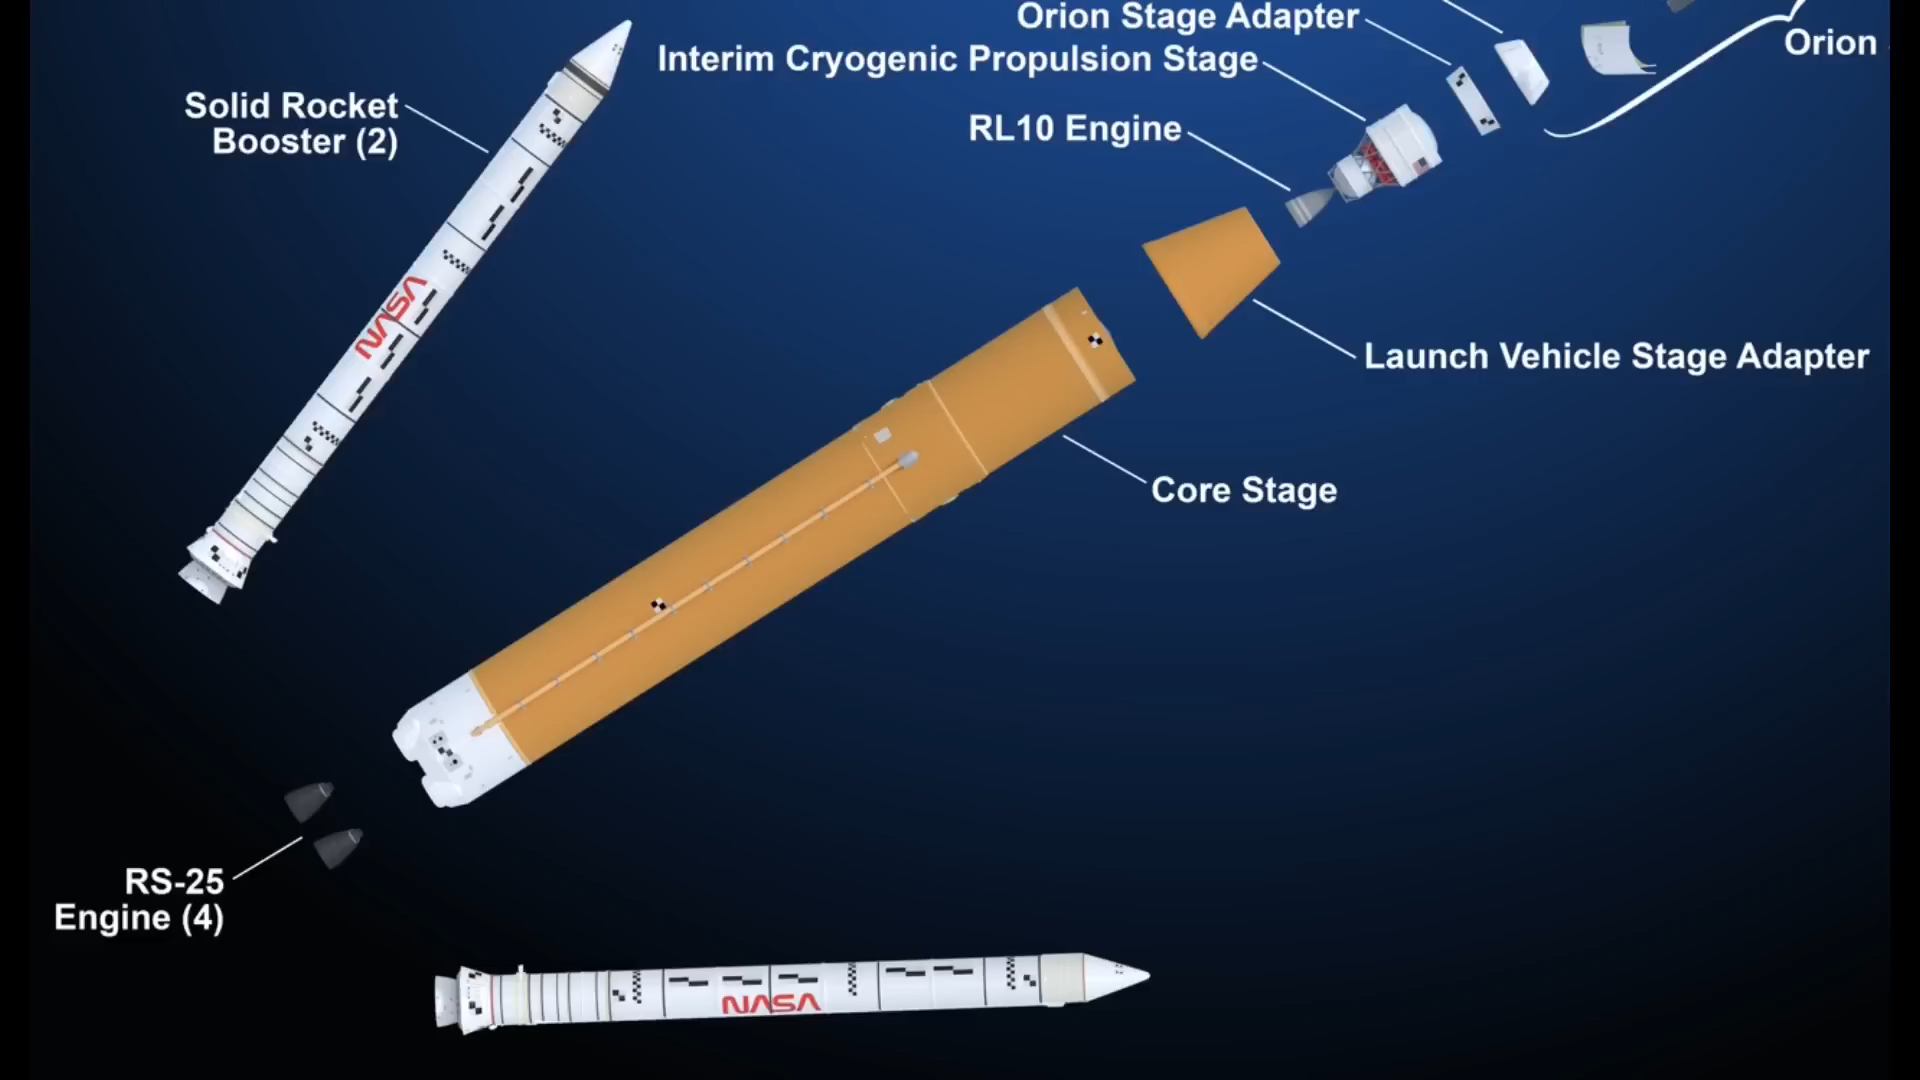 Orion Stage Adapter
Interim Cryogenic Propulsion Stage
Orion
Solid Rocket
Booster (2)
RL10 Engine
NASA
Launch Vehicle Stage Adapter
Core Stage
RS-25
Engine (4)
NASA